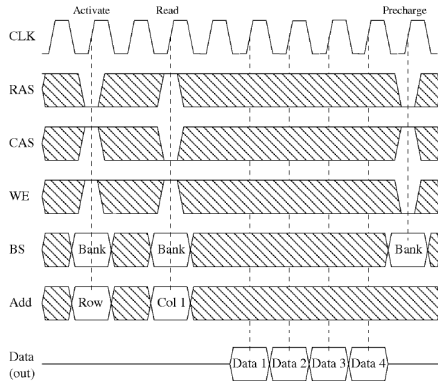 Activate Read Precharge
CLK
RAS
CAS
WE
BS Bank Bank Bank
Add Row Col 1
Data (out) Data 1 Data 2 Data 3 Data 4